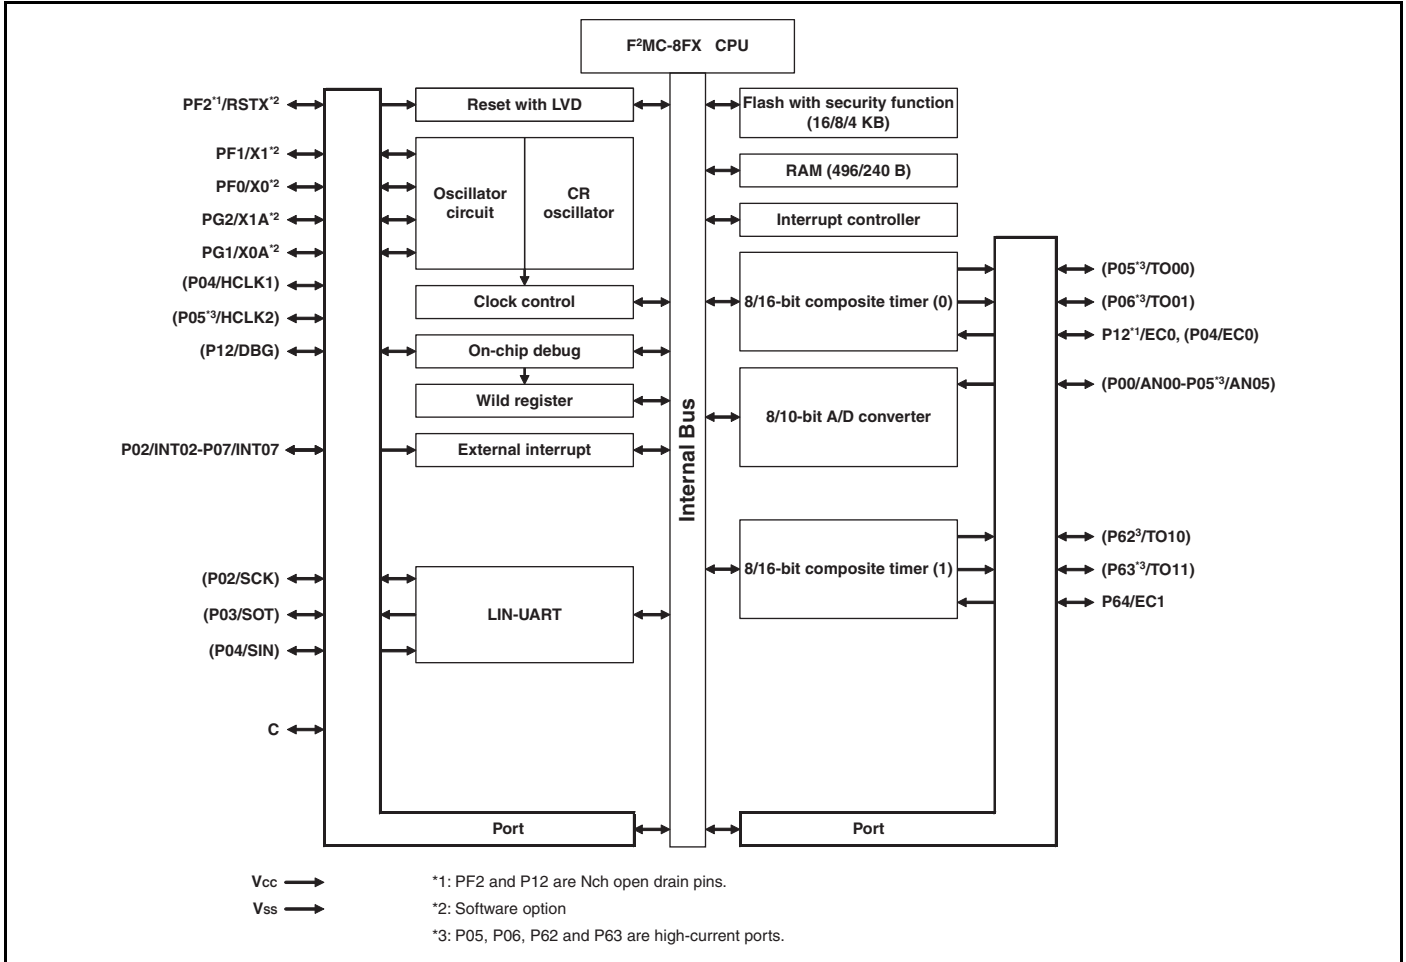 F²MC-8FX CPU
PF2*1/RSTX*2
Reset with LVD
Flash with security function
(16/8/4 KB)
PF1/X1*2
PF0/X0*2
PG2/X1A*2
PG1/X0A*2
Oscillator
circuit
CR
oscillator
RAM (496/240 B)
Interrupt controller
(P04/HCLK1)
(P05*3/HCLK2)
Clock control
8/16-bit composite timer (0)
(P05*3/TO00)
(P06*3/TO01)
P12*1/EC0, (P04/EC0)
(P12/DBG)
On-chip debug
Wild register
8/10-bit A/D converter
(P00/AN00-P05*3/AN05)
P02/INT02-P07/INT07
External interrupt
Internal Bus
(P02/SCK)
(P03/SOT)
(P04/SIN)
LIN-UART
8/16-bit composite timer (1)
(P623/TO10)
(P63*3/TO11)
P64/EC1
C
Port
Port
Vcc
Vss
*1: PF2 and P12 are Nch open drain pins.
*2: Software option
*3: P05, P06, P62 and P63 are high-current ports.